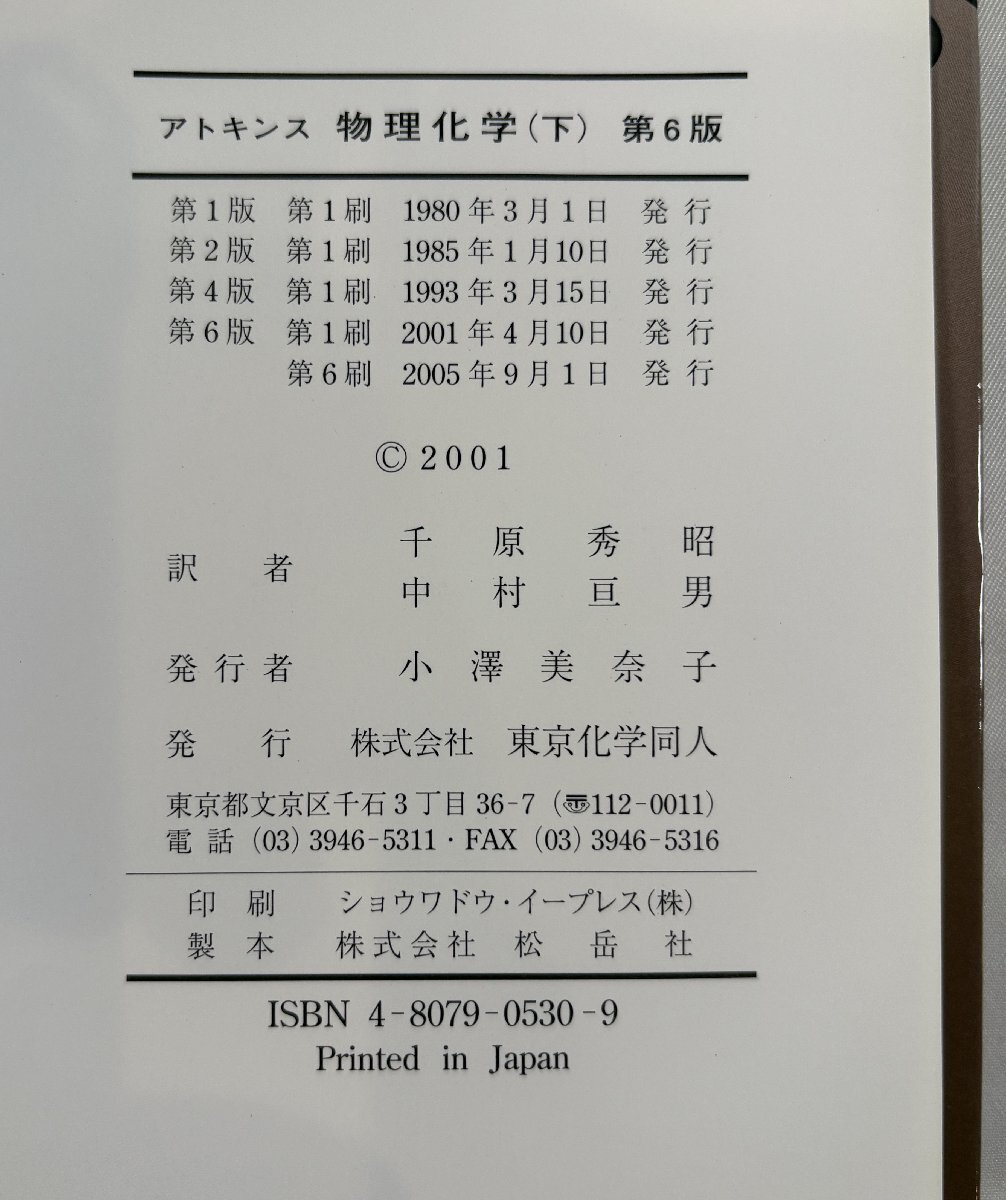 アトキンス 物理化学(下) 第6版
第1版 第1刷 1980年3月1日 発行
第2版 第1刷 1985年1月10日 発行
第4版 第1刷 1993年3月15日 発行
第6版 第1刷 2001年4月10日 発行
第6刷 2005年9月1日 発行
© 2001
訳者 千原秀昭
中村亘男
発行者 小澤美奈子
発行 株式会社 東京化学同人
東京都文京区千石3丁目36-7 (〠112-0011)
電話 (03) 3946-5311・FAX (03) 3946-5316
印刷 ショウワドウ・イープレス(株)
製本 株式会社 松岳社
ISBN 4-8079-0530-9
Printed in Japan